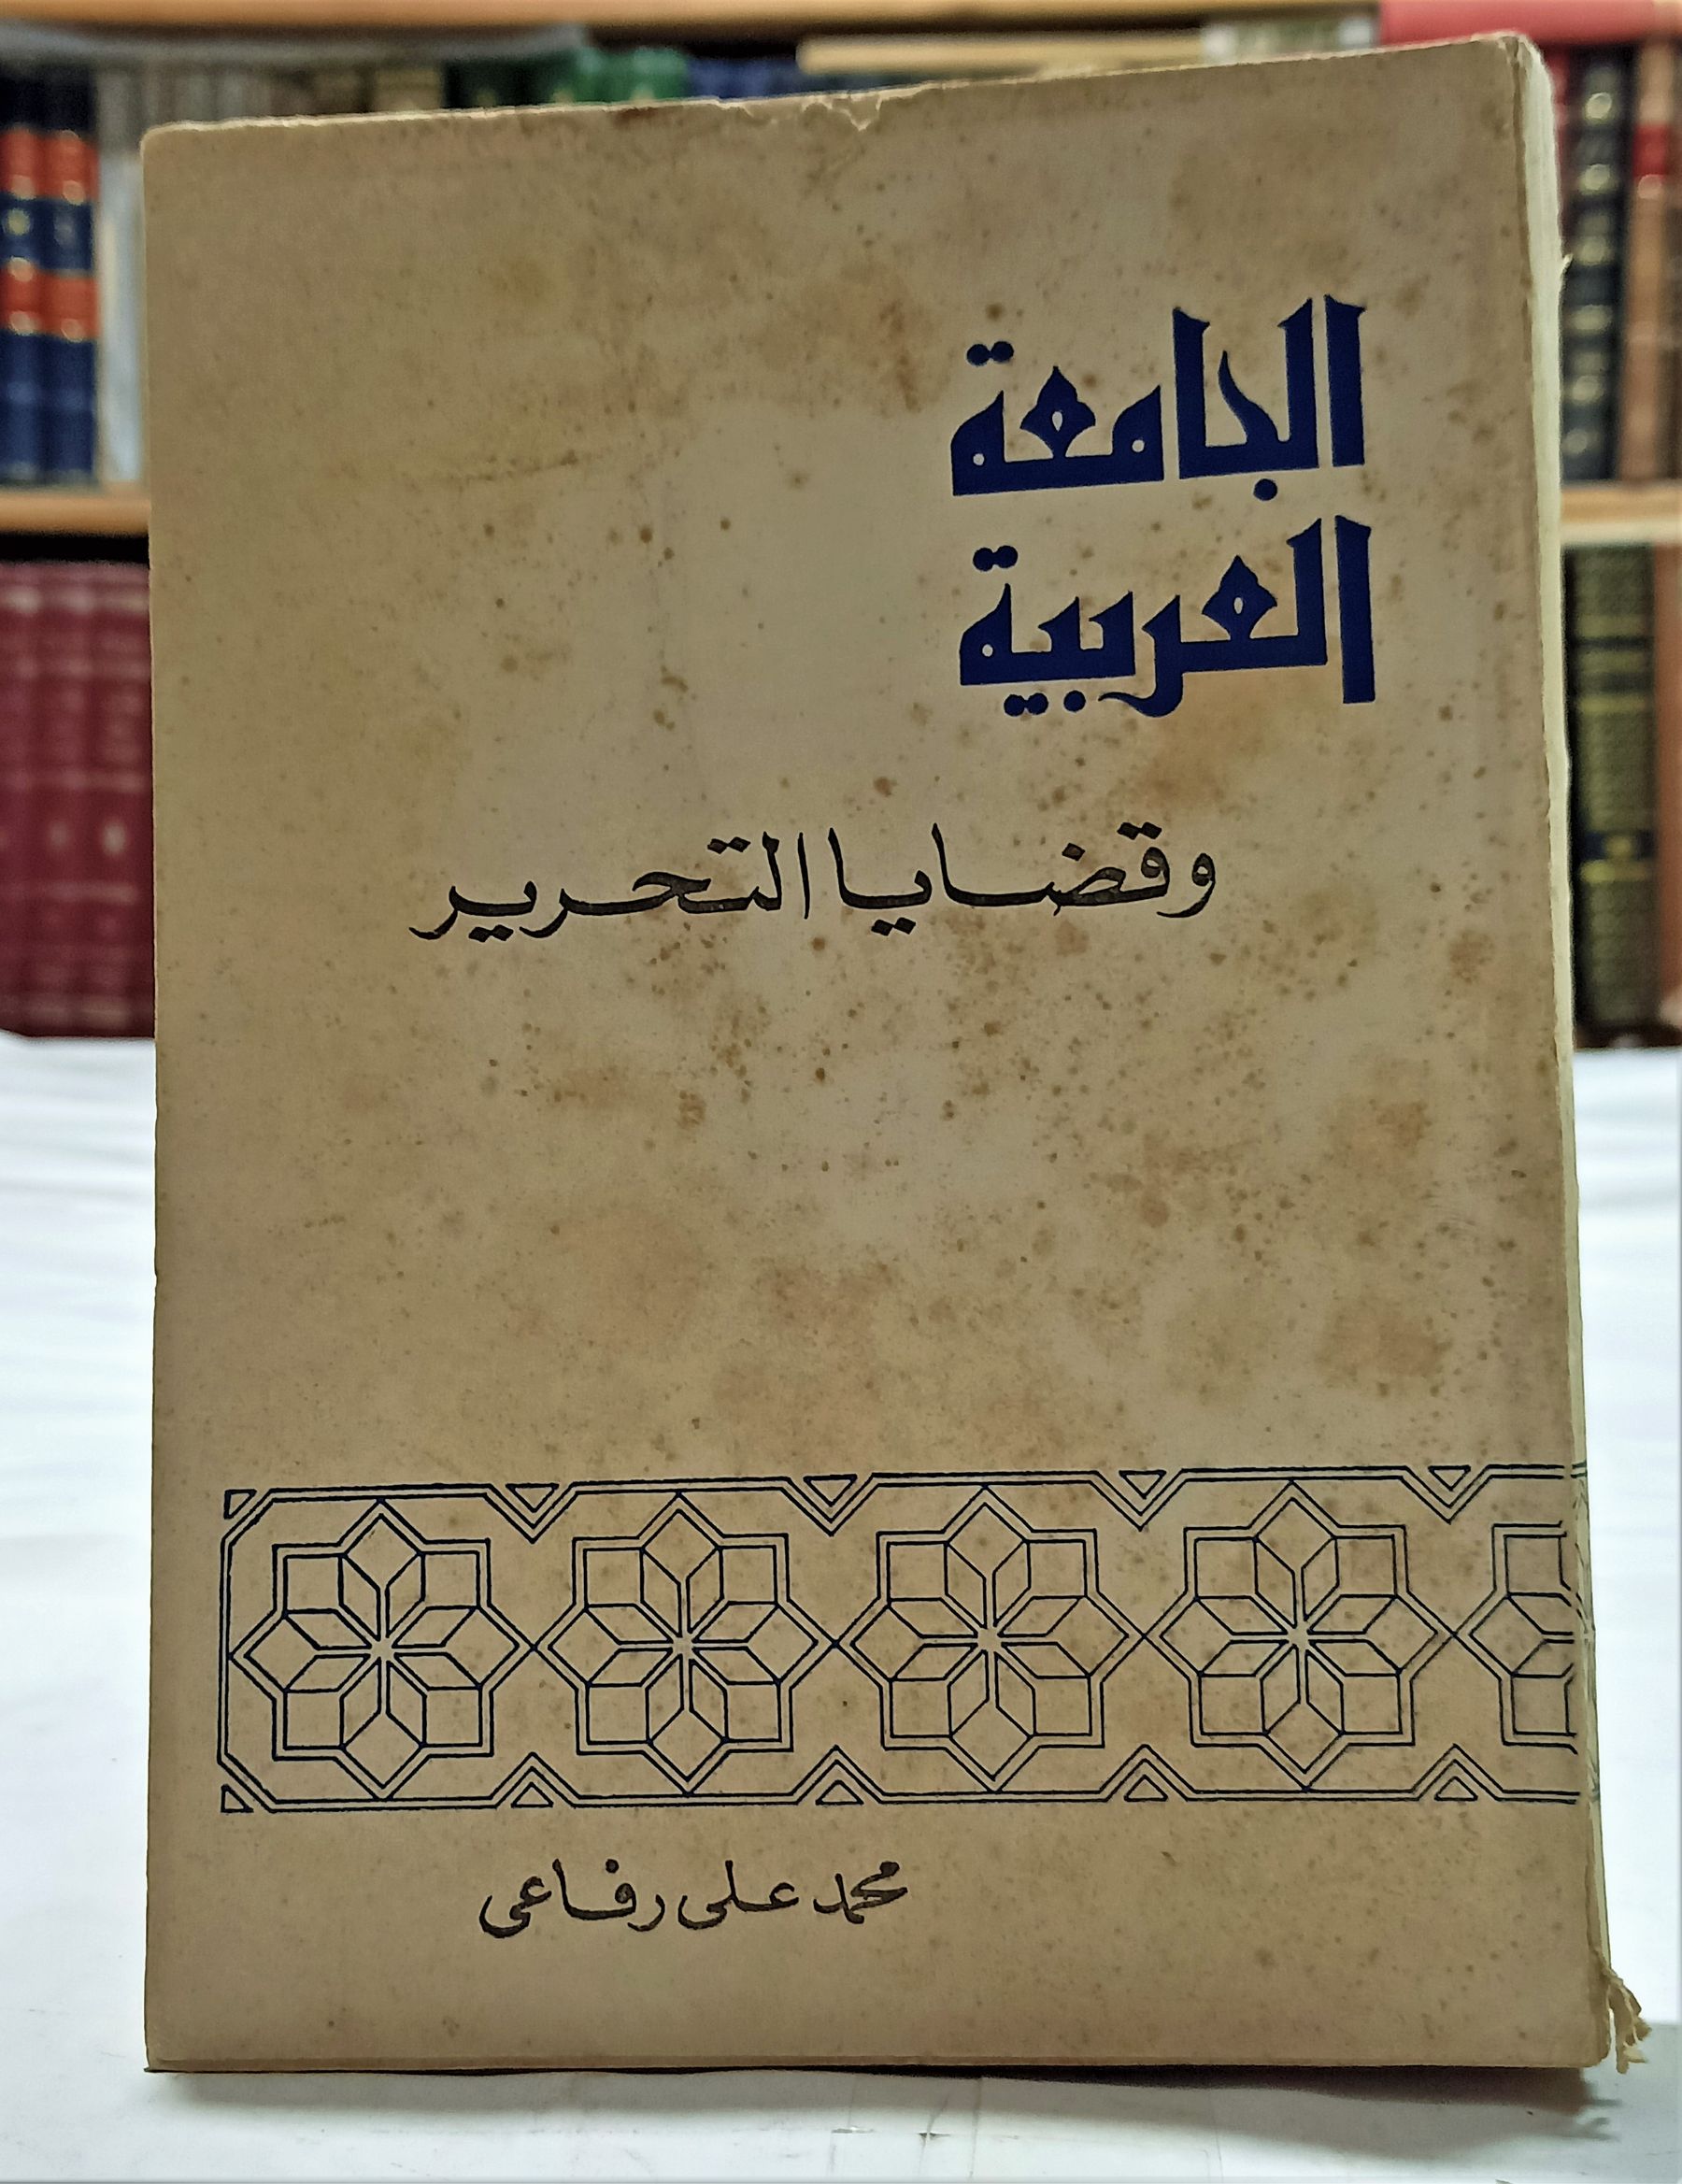 الجامعة
العربية
وقضايا التحرير
محمد على رفاعى